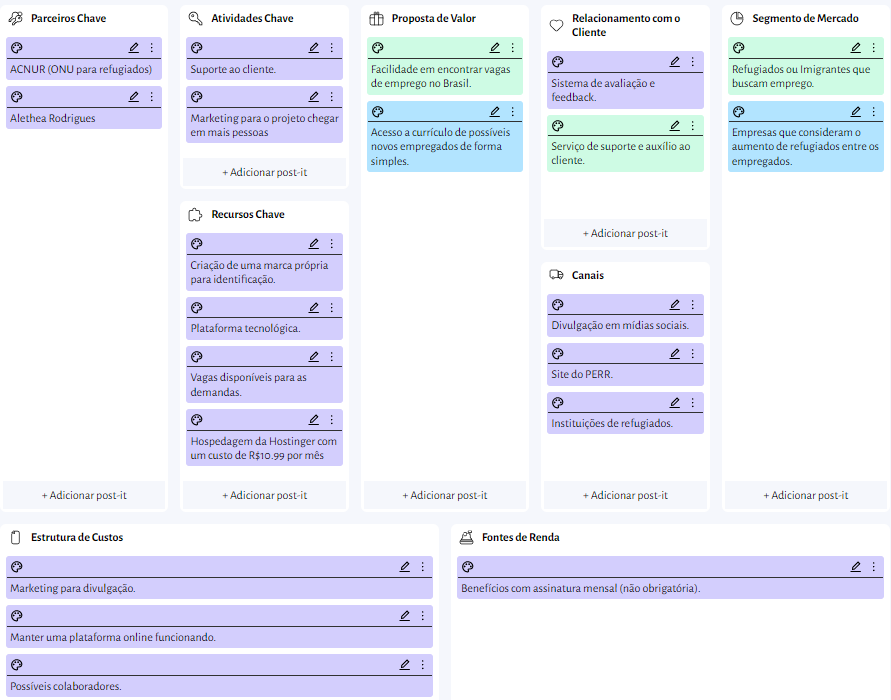 Parceiros Chave
ACNUR (ONU para refugiados)
Alethea Rodrigues
+ Adicionar post-it
Atividades Chave
Suporte ao cliente.
Marketing para o projeto chegar
em mais pessoas
+ Adicionar post-it
Recursos Chave
Criação de uma marca própria
para identificação.
Plataforma tecnológica.
Vagas disponíveis para as
demandas.
Hospedagem da Hostinger com
um custo de R$10.99 por mês
+ Adicionar post-it
Proposta de Valor
Facilidade em encontrar vagas
de emprego no Brasil.
Acesso a currículo de possíveis
novos empregados de forma
simples.
+ Adicionar post-it
Relacionamento com o
Cliente
Sistema de avaliação e
feedback.
Serviço de suporte e auxílio ao
cliente.
+ Adicionar post-it
Canais
Divulgação em mídias sociais.
Site do PERR.
Instituições de refugiados.
+ Adicionar post-it
Segmento de Mercado
Refugiados ou Imigrantes que
buscam emprego.
Empresas que consideram o
aumento de refugiados entre os
empregados.
+ Adicionar post-it
Estrutura de Custos
Marketing para divulgação.
Manter uma plataforma online funcionando.
Possíveis colaboradores.
Fontes de Renda
Benefícios com assinatura mensal (não obrigatória).